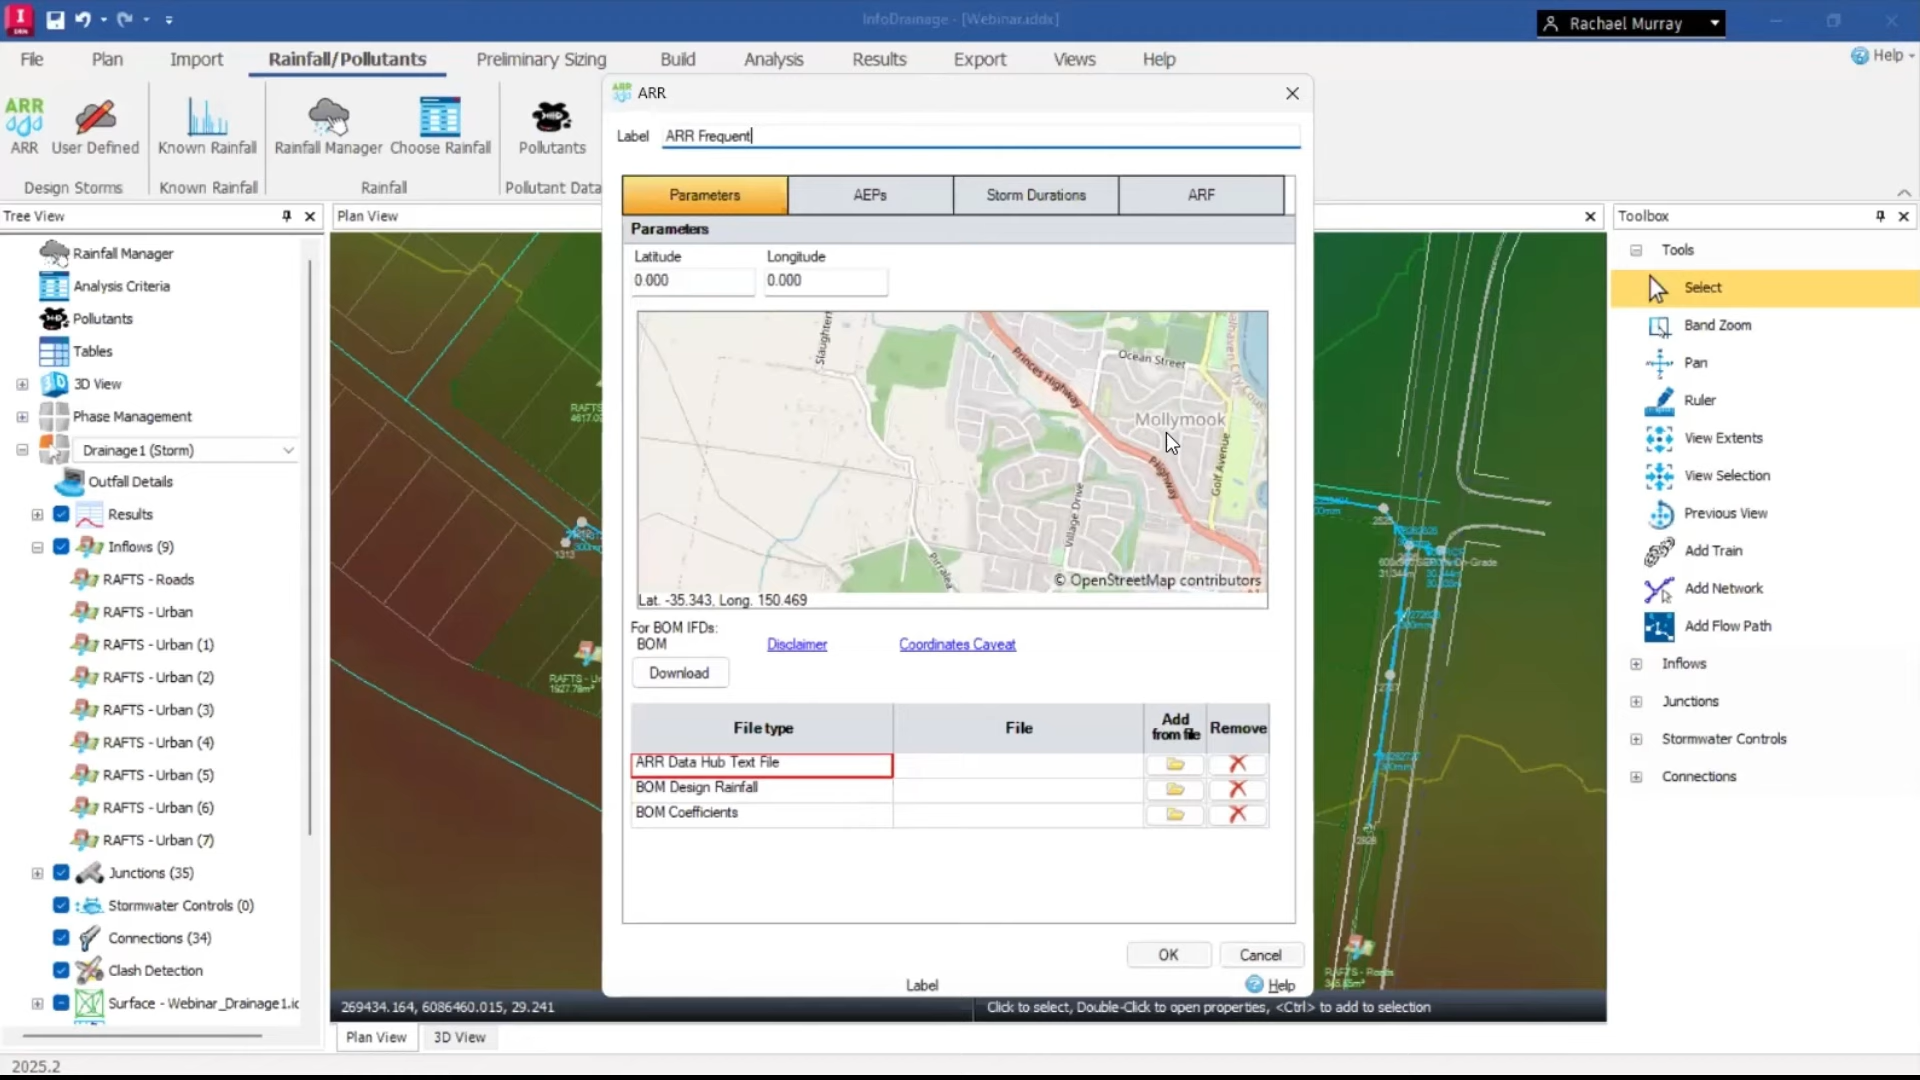 InfoDrainage - [Webinar.iddx]
Rachael Murray
File Plan Import Rainfall/Pollutants Preliminary Sizing Build Analysis Results Export Views Help
Help
ARR User Defined Known Rainfall Rainfall Manager Choose Rainfall Pollutants
Design Storms Known Rainfall Rainfall Pollutant Data
Tree View
Rainfall Manager
Analysis Criteria
Pollutants
Tables
3D View
Phase Management
Drainage1 (Storm)
Outfall Details
Results
Inflows (9)
RAFTS - Roads
RAFTS - Urban
RAFTS - Urban (1)
RAFTS - Urban (2)
RAFTS - Urban (3)
RAFTS - Urban (4)
RAFTS - Urban (5)
RAFTS - Urban (6)
RAFTS - Urban (7)
Junctions (35)
Stormwater Controls (0)
Connections (34)
Clash Detection
Surface - Webinar_Drainage1.ic
Plan View
1313
ARR
Label ARR Frequent
Parameters AEPs Storm Durations ARF
Parameters
Latitude Longitude
0.000 0.000
Ocean Street
Princes Highway
Mollymook
Golf Avenue
Village Drive
© OpenStreetMap contributors
Lat. -35.343, Long. 150.469
For BOM IFDs:
BOM Disclaimer Coordinates Caveat
Download
File type File Add from file Remove
ARR Data Hub Text File
BOM Design Rainfall
BOM Coefficients
OK Cancel
Label
Help
RAFTS - Roads
269434.164, 6086460.015, 29.241
Click to select, Double-Click to open properties, <Ctrl> to add to selection
Plan View 3D View
Toolbox
Tools
Select
Band Zoom
Pan
Ruler
View Extents
View Selection
Previous View
Add Train
Add Network
Add Flow Path
Inflows
Junctions
Stormwater Controls
Connections
2025.2